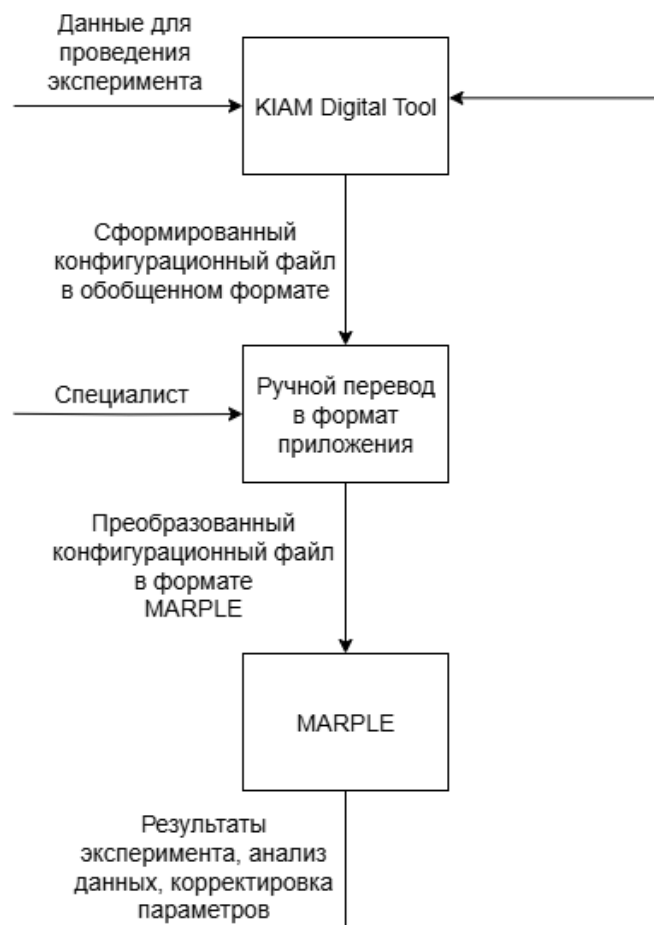 Данные для
проведения
эксперимента
KIAM Digital Tool
Сформированный
конфигурационный файл
в обобщенном формате
Специалист
Ручной перевод
в формат
приложения
Преобразованный
конфигурационный файл
в формате
MARPLE
MARPLE
Результаты
эксперимента, анализ
данных, корректировка
параметров